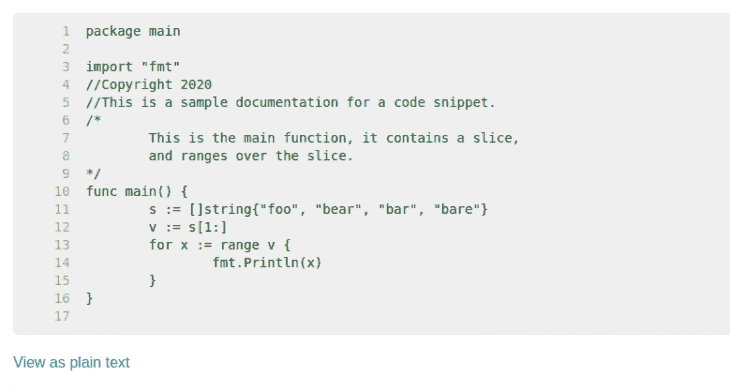 1 package main
2
3 import "fmt"
4 //Copyright 2020
5 //This is a sample documentation for a code snippet.
6 /*
7         This is the main function, it contains a slice,
8         and ranges over the slice.
9 */
10 func main() {
11         s := []string{"foo", "bear", "bar", "bare"}
12         v := s[1:]
13         for x := range v {
14                 fmt.Println(x)
15         }
16 }
17
View as plain text